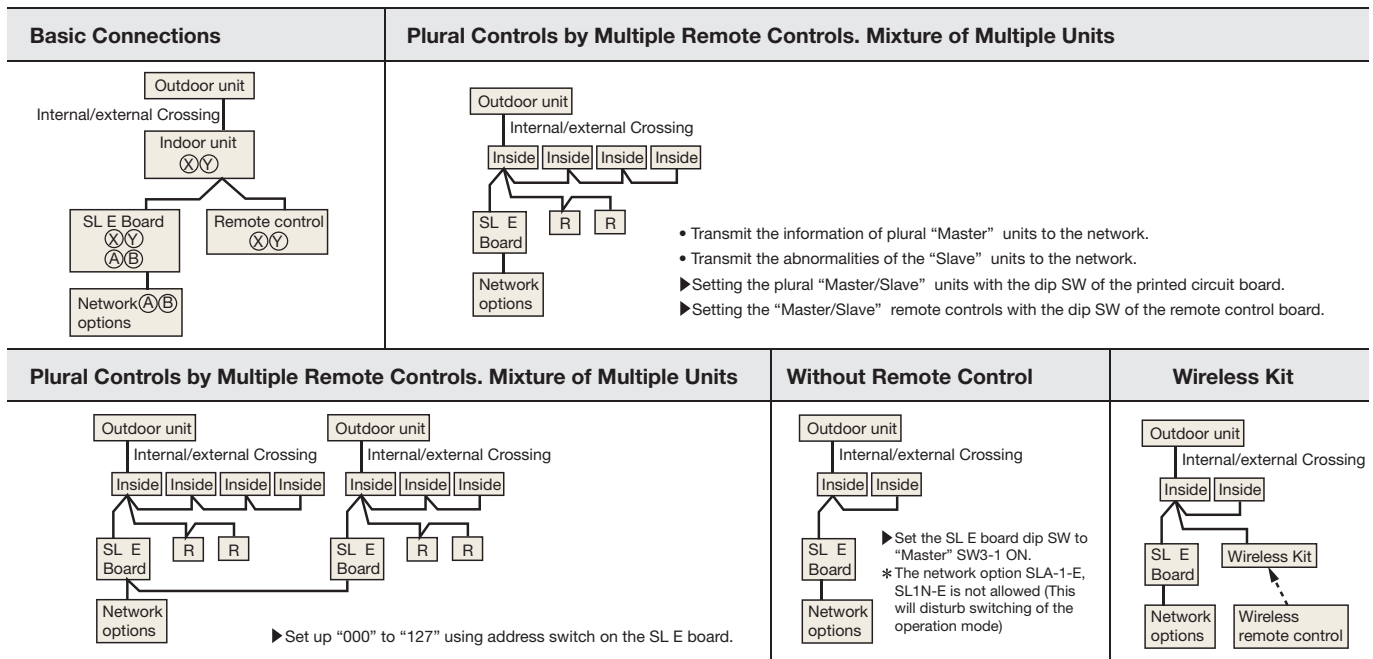 Basic Connections
Outdoor unit
Internal/external Crossing
Indoor unit
ⓍⓎ
SL E Board
ⓍⓎ
ⒶⒷ
Remote control
ⓍⓎ
NetworkⒶⒷ
options
Plural Controls by Multiple Remote Controls. Mixture of Multiple Units
Outdoor unit
Internal/external Crossing
Inside Inside Inside Inside
SL E
Board
R R
Network
options
• Transmit the information of plural “Master” units to the network.
• Transmit the abnormalities of the “Slave” units to the network.
▶Setting the plural “Master/Slave” units with the dip SW of the printed circuit board.
▶Setting the “Master/Slave” remote controls with the dip SW of the remote control board.
Plural Controls by Multiple Remote Controls. Mixture of Multiple Units
Outdoor unit
Internal/external Crossing
Inside Inside Inside Inside
SL E
Board
R R
Network
options
Outdoor unit
Internal/external Crossing
Inside Inside Inside
SL E
Board
R R
▶Set up “000” to “127” using address switch on the SL E board.
Without Remote Control
Outdoor unit
Internal/external Crossing
Inside Inside
SL E
Board
Network
options
▶Set the SL E board dip SW to
“Master” SW3-1 ON.
*The network option SLA-1-E,
SL1N-E is not allowed (This
will disturb switching of the
operation mode)
Wireless Kit
Outdoor unit
Internal/external Crossing
Inside Inside
SL E
Board
Wireless Kit
Network
options
Wireless
remote control